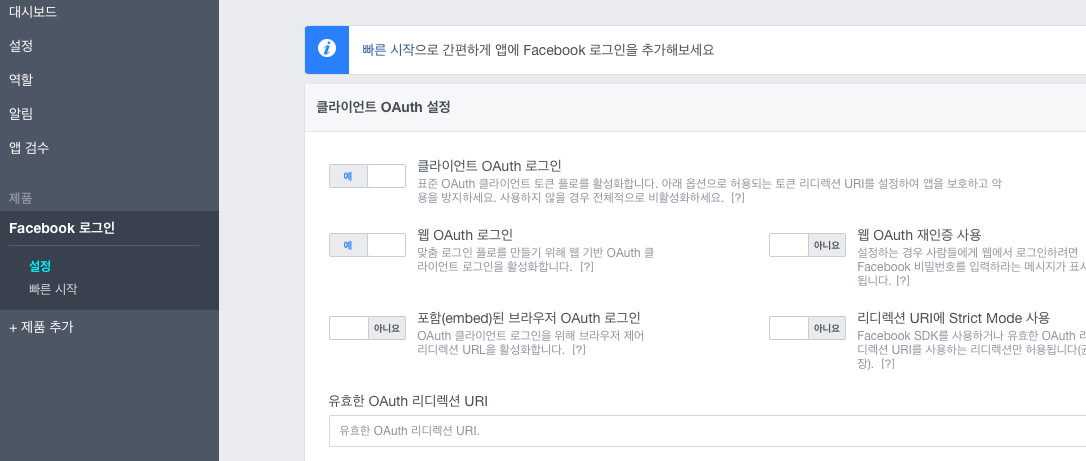 대시보드
설정
역할
알림
앱 검수
제품
Facebook 로그인
설정
빠른 시작
+ 제품 추가
빠른 시작으로 간편하게 앱에 Facebook 로그인을 추가해보세요
클라이언트 OAuth 설정
예
클라이언트 OAuth 로그인
표준 OAuth 클라이언트 토큰 플로를 활성화합니다. 아래 옵션으로 허용되는 토큰 리디렉션 URI를 설정하여 앱을 보호하고 악
용을 방지하세요. 사용하지 않을 경우 전체적으로 비활성화하세요. [?]
예
웹 OAuth 로그인
맞춤 로그인 플로를 만들기 위해 웹 기반 OAuth 클
라이언트 로그인을 활성화합니다. [?]
아니요
웹 OAuth 재인증 사용
설정하는 경우 사람들에게 웹에서 로그인하려면
Facebook 비밀번호를 입력하라는 메시지가 표시
됩니다. [?]
아니요
포함(embed)된 브라우저 OAuth 로그인
OAuth 클라이언트 로그인을 위해 브라우저 제어
리디렉션 URL을 활성화합니다. [?]
아니요
리디렉션 URI에 Strict Mode 사용
Facebook SDK를 사용하거나 유효한 OAuth 리
디렉션 URI를 사용하는 리디렉션만 허용됩니다(권
장). [?]
유효한 OAuth 리디렉션 URI
유효한 OAuth 리디렉션 URI.